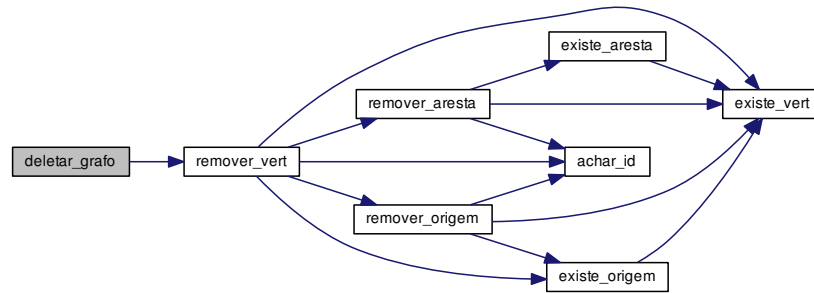 deletar_grafo
remover_vert
remover_aresta
remover_origem
existe_aresta
achar_id
existe_origem
existe_vert